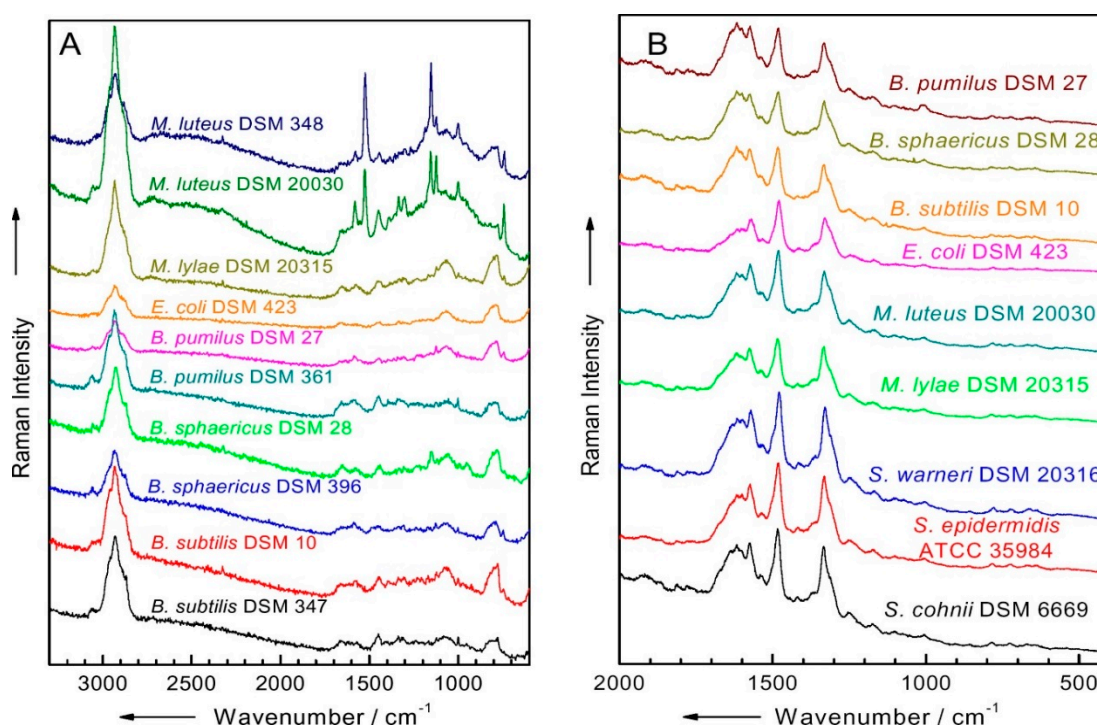 A
M. luteus DSM 348
M. luteus DSM 20030
M. lylae DSM 20315
E. coli DSM 423
B. pumilus DSM 27
B. pumilus DSM 361
B. sphaericus DSM 28
B. sphaericus DSM 396
B. subtilis DSM 10
B. subtilis DSM 347
Raman Intensity
3000 2500 2000 1500 1000
Wavenumber / cm⁻¹
B
B. pumilus DSM 27
B. sphaericus DSM 28
B. subtilis DSM 10
E. coli DSM 423
M. luteus DSM 20030
M. lylae DSM 20315
S. warneri DSM 20316
S. epidermidis
ATCC 35984
S. cohnii DSM 6669
Raman Intensity
2000 1500 1000 500
Wavenumber / cm⁻¹